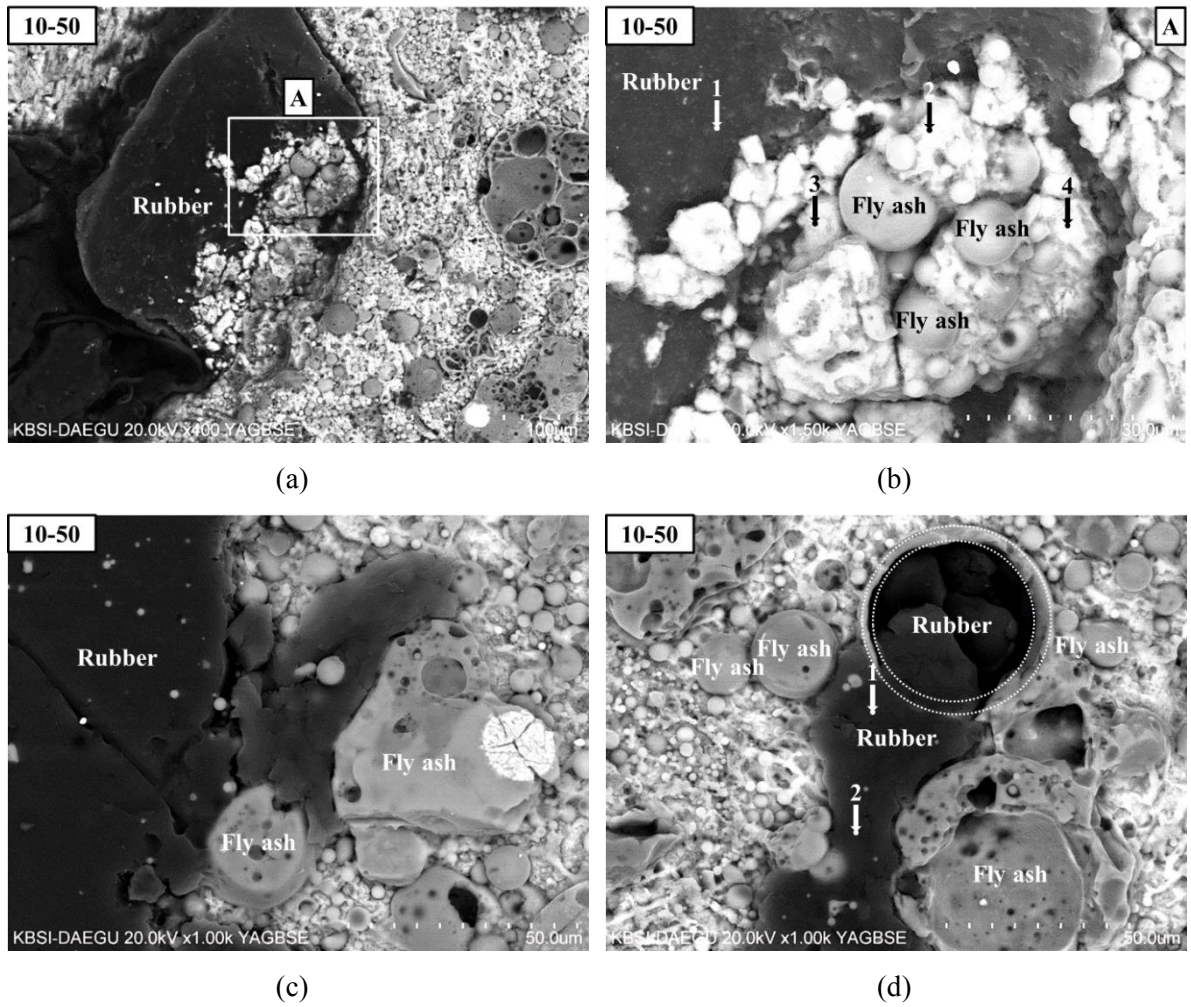 10-50
A
Rubber
KBSI-DAEGU 20.0kV x400 YAGBSE 100um
(a)
10-50
A
Rubber
1
2
3
4
Fly ash
Fly ash
Fly ash
30.0um
(b)
10-50
Rubber
Fly ash
Fly ash
KBSI-DAEGU 20.0kV x1.00k YAGBSE 50.0um
(c)
10-50
Rubber
Fly ash
Fly ash
Fly ash
1
Rubber
2
Fly ash
KBSI-DAEGU 20.0kV x1.00k YAGBSE 50.0um
(d)